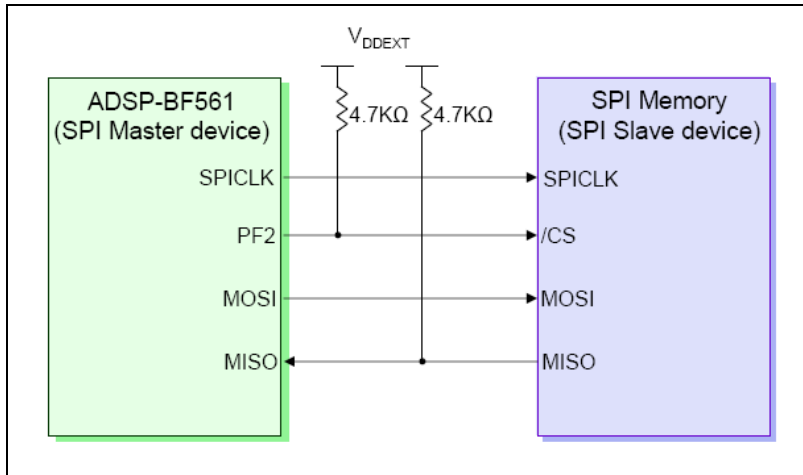 V_DDEXT
ADSP-BF561
(SPI Master device)
4.7KΩ
4.7KΩ
SPI Memory
(SPI Slave device)
SPICLK
SPICLK
PF2
/CS
MOSI
MOSI
MISO
MISO